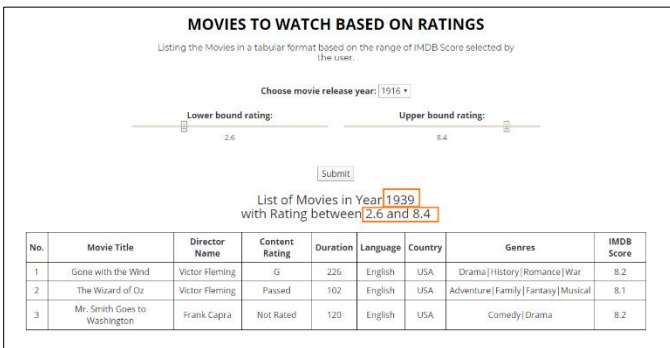 MOVIES TO WATCH BASED ON RATINGS
Listing the Movies in a tabular format based on the range of IMDB Score selected by
the user.
Choose movie release year: 1916
Lower bound rating: Upper bound rating:
2.6 8.4
Submit
List of Movies in Year 1939
with Rating between 2.6 and 8.4
No. Movie Title Director Name Content Rating Duration Language Country Genres IMDB Score
1 Gone with the Wind Victor Fleming G 226 English USA Drama|History|Romance|War 8.2
2 The Wizard of Oz Victor Fleming Passed 102 English USA Adventure|Family|Fantasy|Musical 8.1
3 Mr. Smith Goes to Washington Frank Capra Not Rated 120 English USA Comedy|Drama 8.2